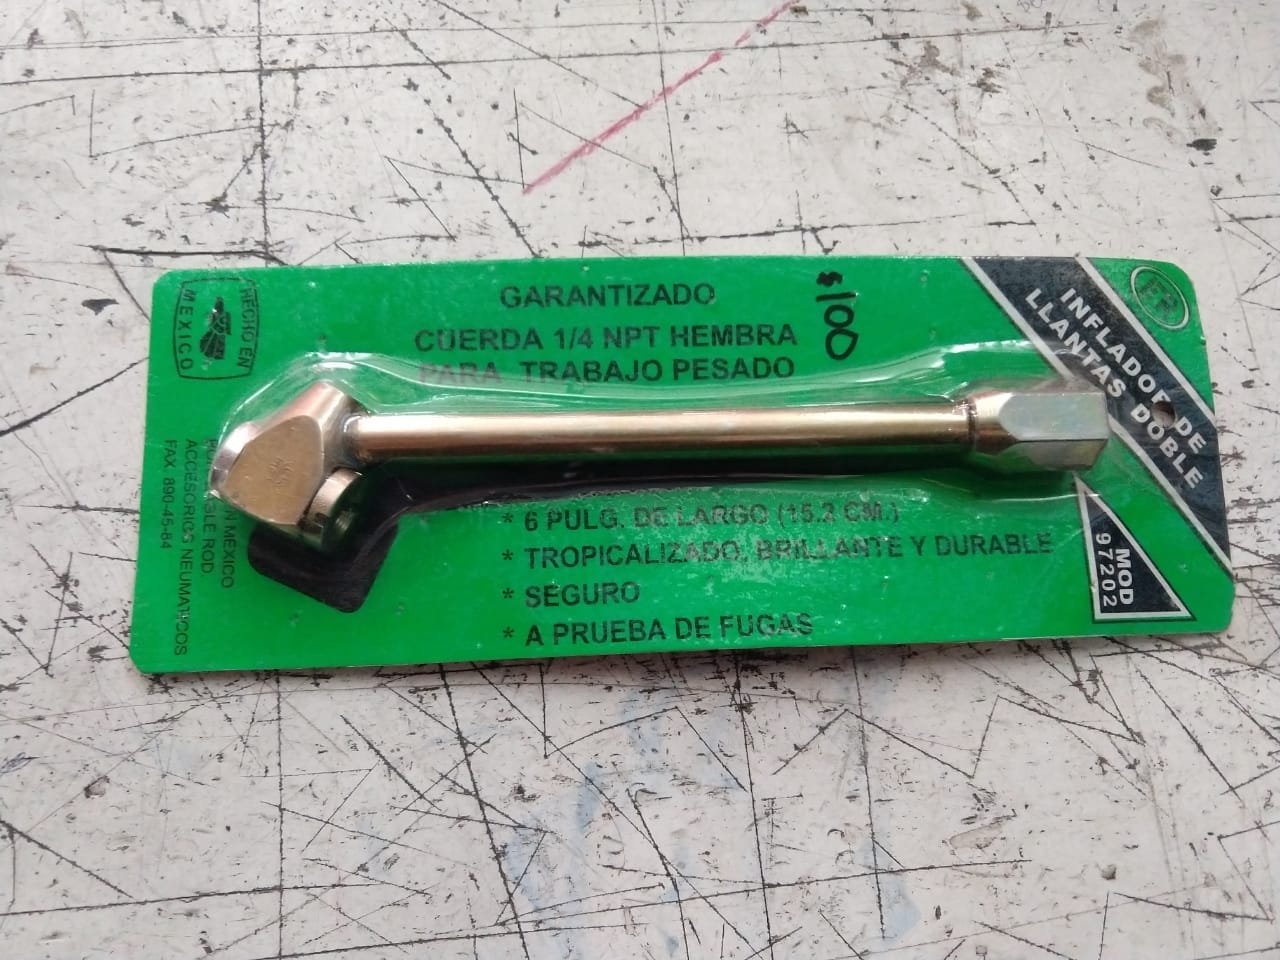 HECHO EN
MEXICO
GARANTIZADO
CUERDA 1/4 NPT HEMBRA
PARA TRABAJO PESADO
$100
INFLADOR DE
LLANTAS DOBLE
* 6 PULG. DE LARGO (15.2 CM.)
* TROPICALIZADO, BRILLANTE Y DURABLE
* SEGURO
* A PRUEBA DE FUGAS
MOD
97202
MEXICO
ROD.
ACCESORIOS NEUMATICOS
FAX 890-45-84